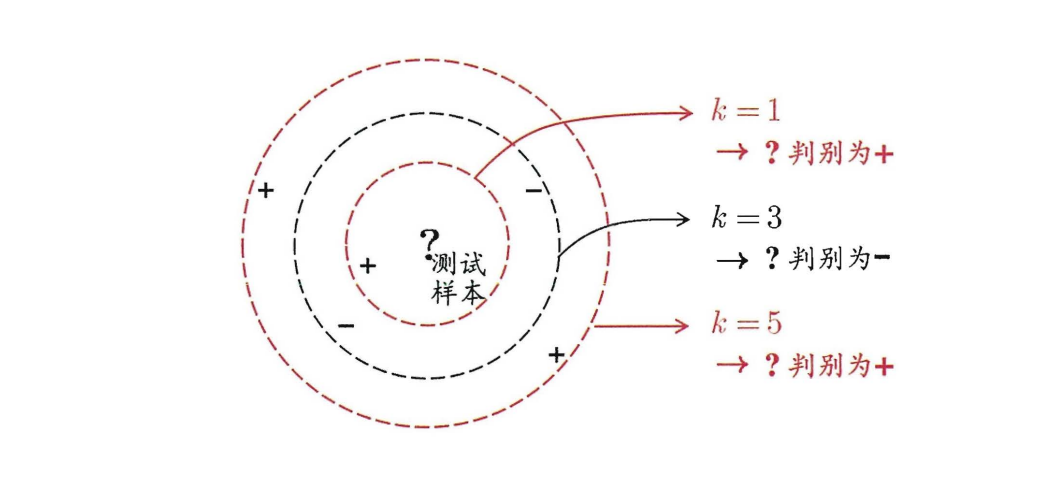 k = 1
→ ? 判别为+
+
−
k = 3
?
测试
样本
+
→ ? 判别为−
−
k = 5
+
→ ? 判别为+